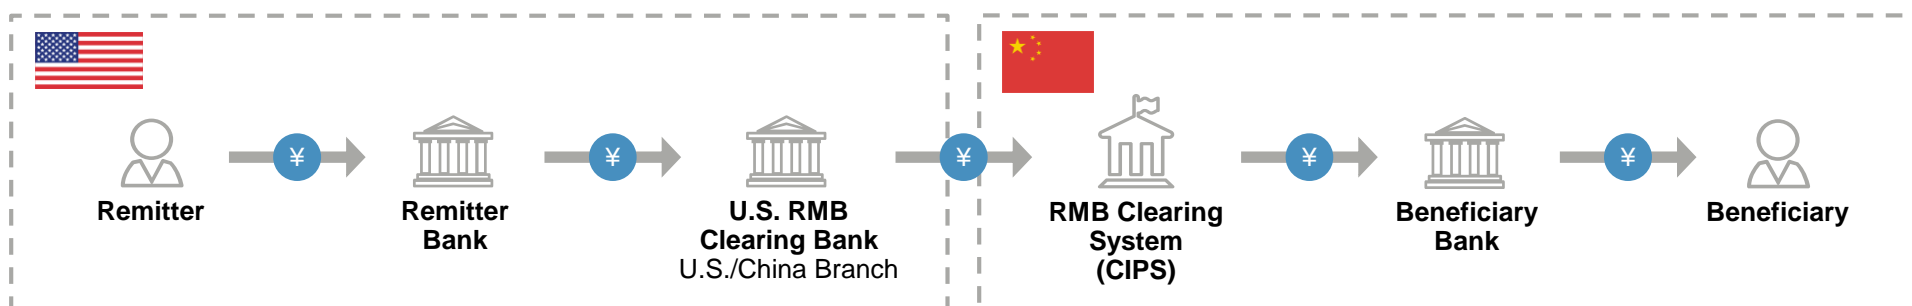 ¥
¥
¥
¥
¥
Remitter
Remitter
Bank
U.S. RMB
Clearing Bank
U.S./China Branch
RMB Clearing
System
(CIPS)
Beneficiary
Bank
Beneficiary